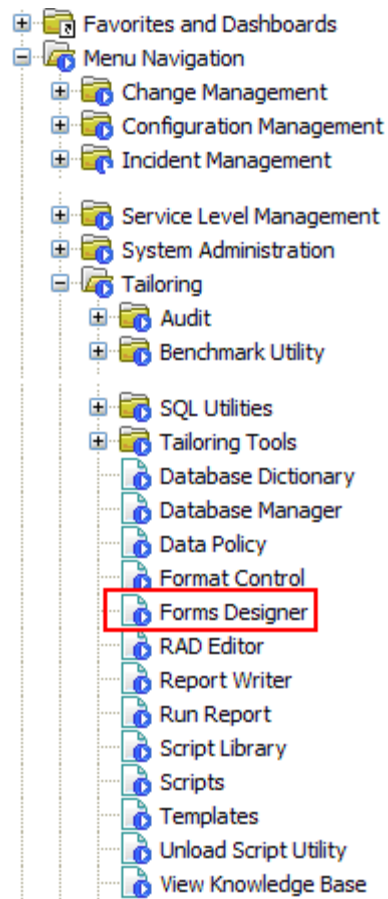 Favorites and Dashboards
Menu Navigation
Change Management
Configuration Management
Incident Management
Service Level Management
System Administration
Tailoring
Audit
Benchmark Utility
SQL Utilities
Tailoring Tools
Database Dictionary
Database Manager
Data Policy
Format Control
Forms Designer
RAD Editor
Report Writer
Run Report
Script Library
Scripts
Templates
Unload Script Utility
View Knowledge Base